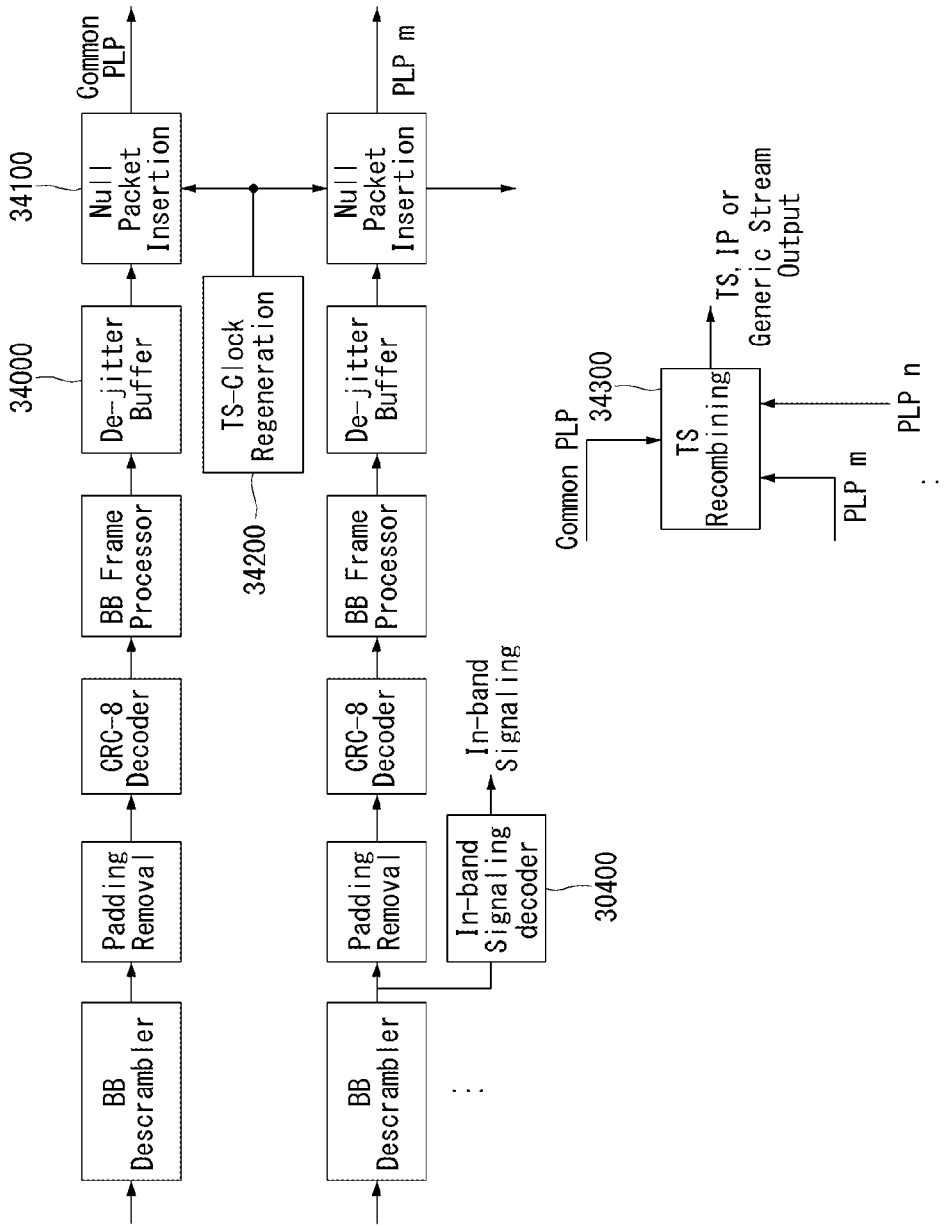 BB
Descrambler
Padding
Removal
CRC-8
Decoder
BB Frame
Processor
34000
De-jitter
Buffer
34100
Null
Packet
Insertion
Common
PLP
34200
TS-Clock
Regeneration
BB
Descrambler
Padding
Removal
CRC-8
Decoder
BB Frame
Processor
De-jitter
Buffer
Null
Packet
Insertion
PLP m
In-band
Signaling
decoder
In-band
Signaling
30400
...
Common PLP
34300
TS
Recombining
TS, IP or
Generic Stream
Output
PLP m
PLP n
...